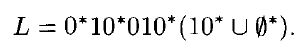 L = 0*10*010*(10* ∪ ∅*).